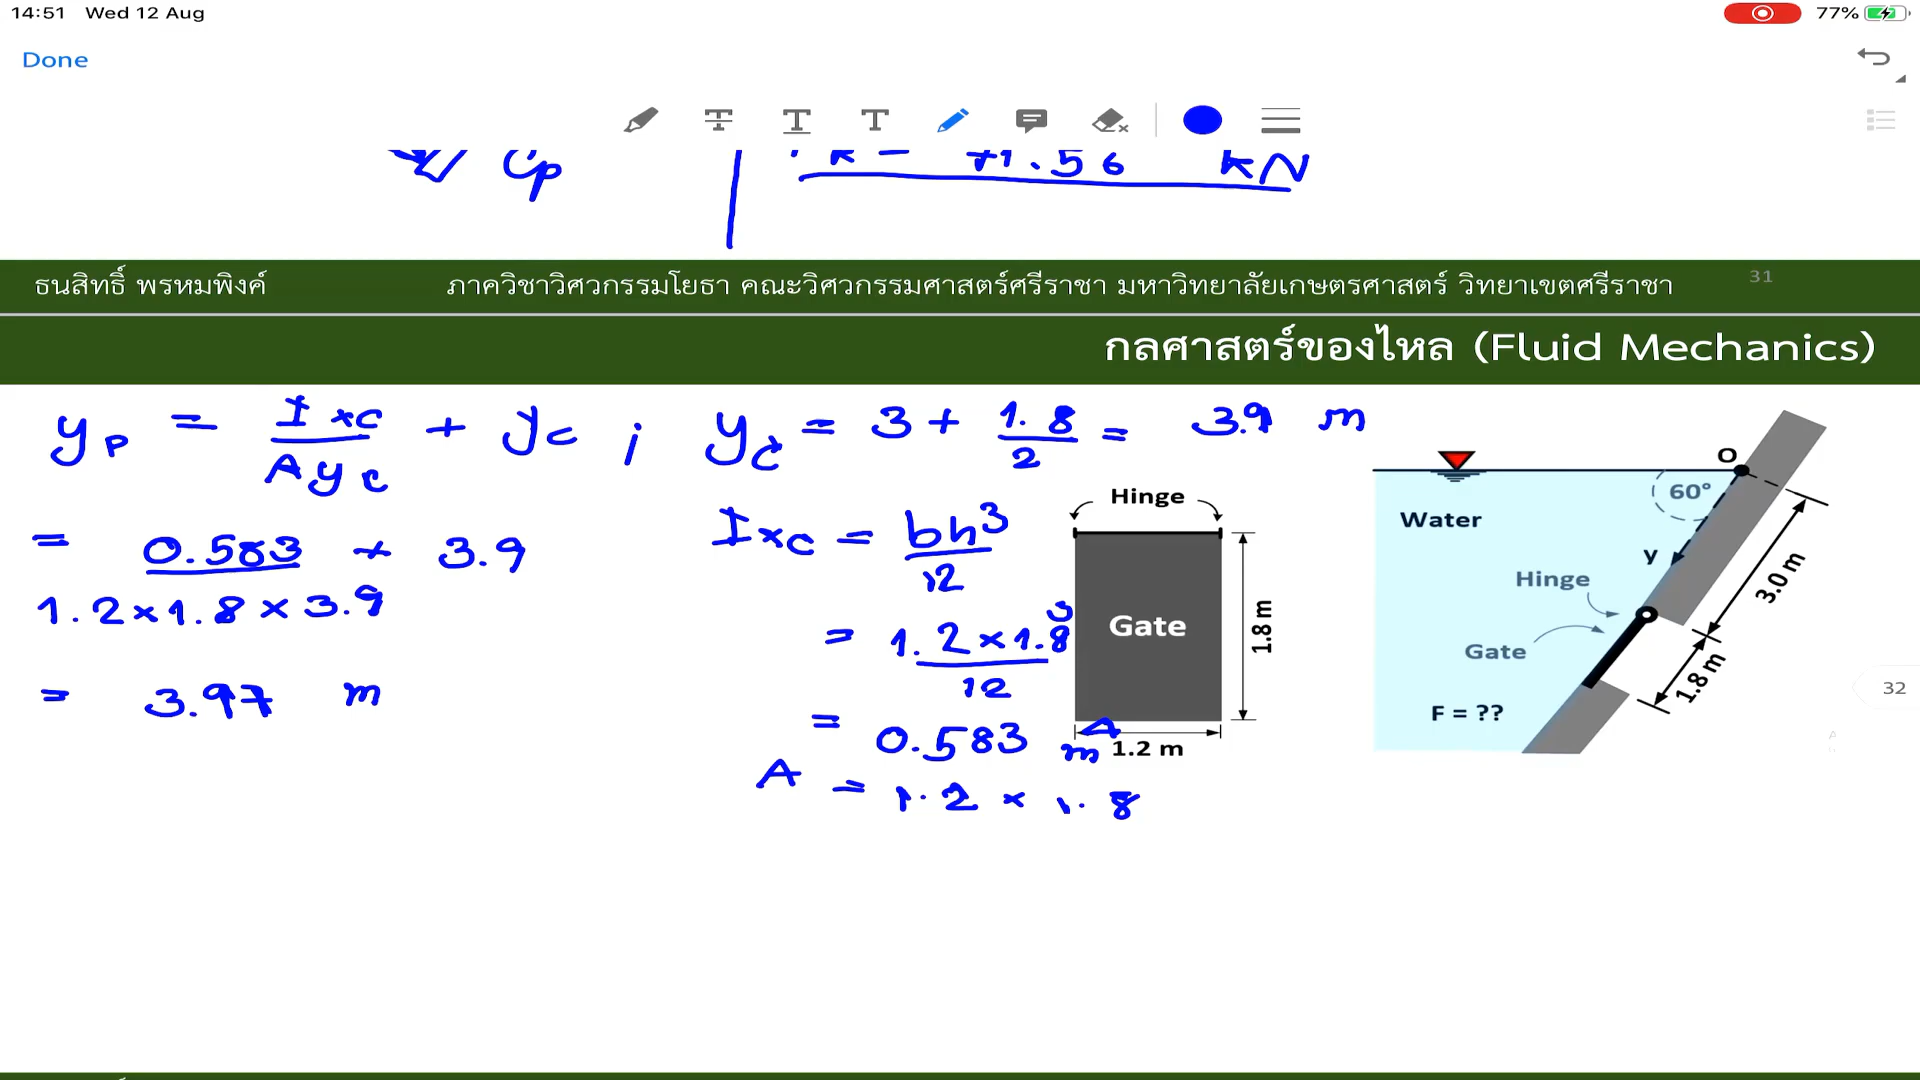 14:51 Wed 12 Aug
77%
Done
yp
FR = 71.56 kN
ธนสิทธิ์ พรหมพิงค์ ภาควิชาวิศวกรรมโยธา คณะวิศวกรรมศาสตร์ศรีราชา มหาวิทยาลัยเกษตรศาสตร์ วิทยาเขตศรีราชา 31
กลศาสตร์ของไหล (Fluid Mechanics)
yP = Ixc / Ayc + yc ; yc = 3 + 1.8/2 = 3.9 m
= 0.583 / 1.2×1.8×3.9 + 3.9
= 3.97 m
Ixc = bh³/12
= 1.2×1.8³/12
= 0.583 m⁴
A = 1.2 × 1.8
Hinge
Gate
1.8 m
1.2 m
O
60°
Water
y
Hinge
3.0 m
Gate
1.8 m
F = ??
32